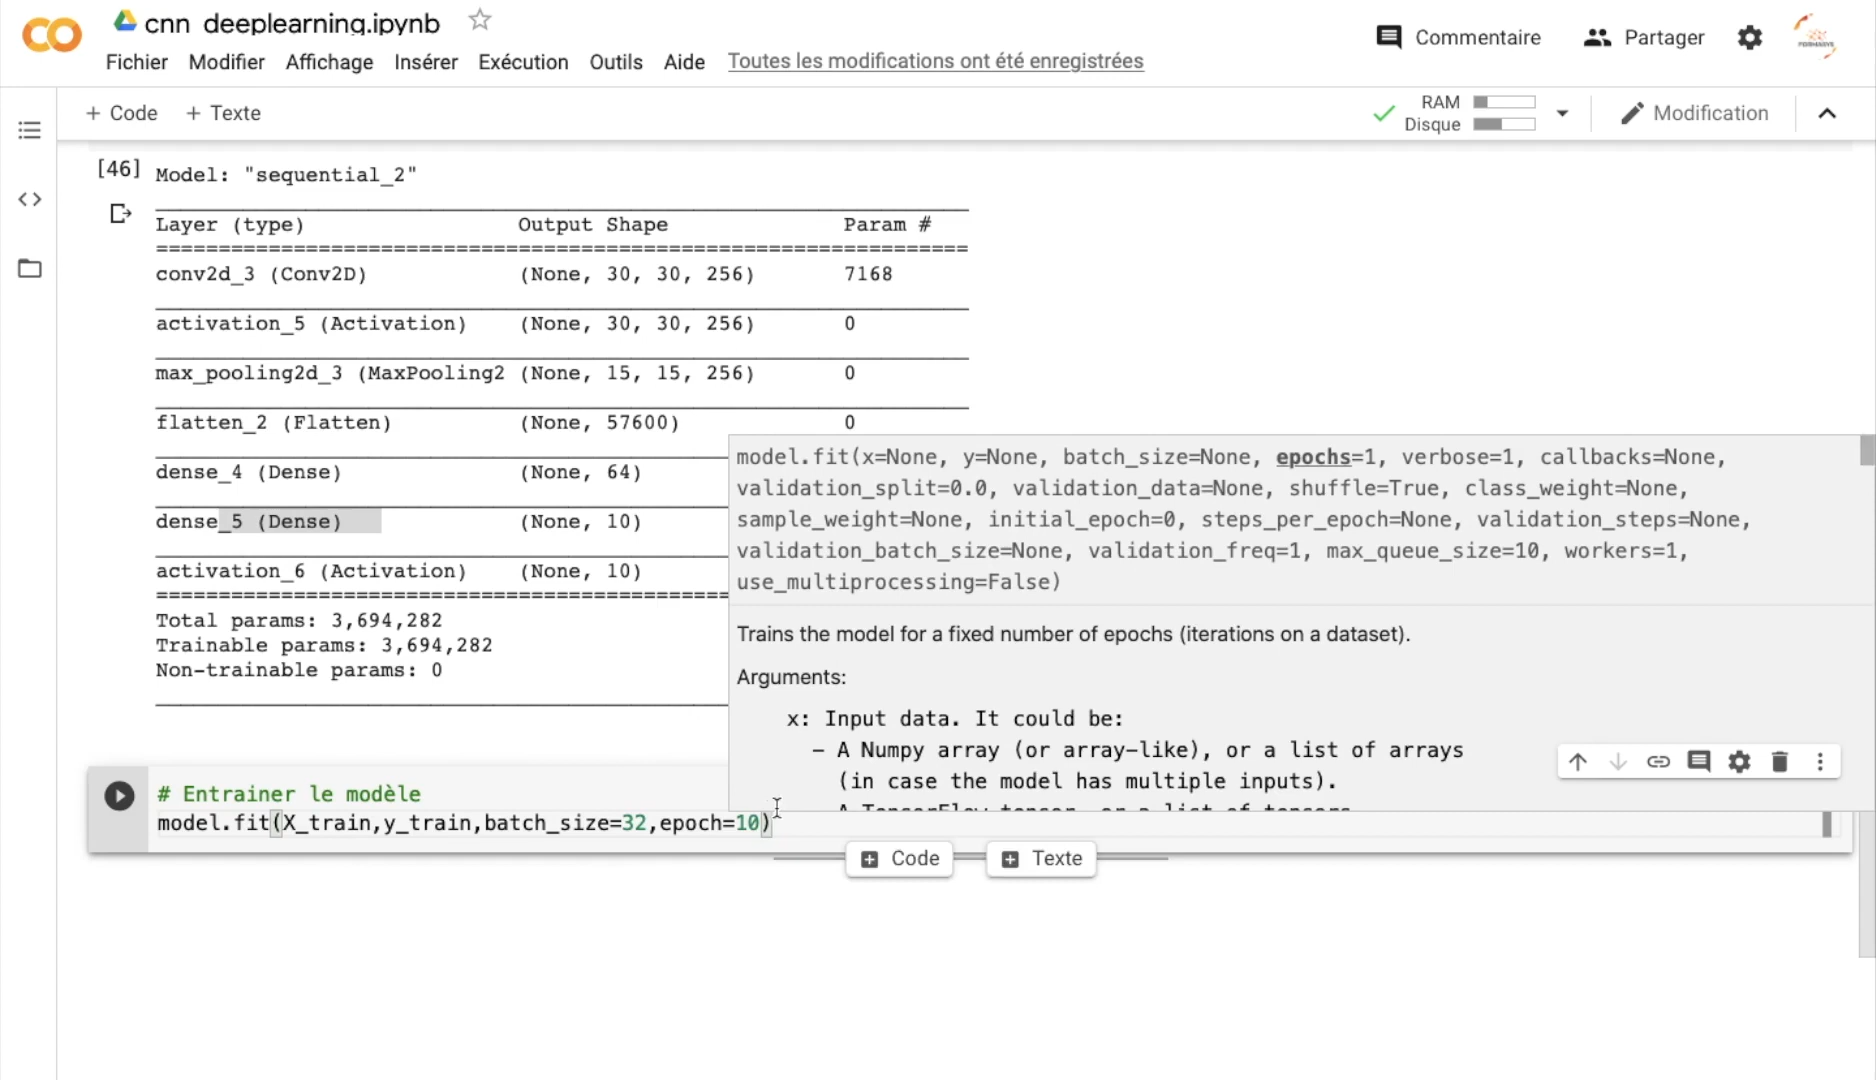 cnn_deeplearning.ipynb
Commentaire
Partager
Fichier Modifier Affichage Insérer Exécution Outils Aide Toutes les modifications ont été enregistrées
+ Code + Texte
RAM
Disque
Modification
[46] Model: "sequential_2"
Layer (type) Output Shape Param #
conv2d_3 (Conv2D) (None, 30, 30, 256) 7168
activation_5 (Activation) (None, 30, 30, 256) 0
max_pooling2d_3 (MaxPooling2 (None, 15, 15, 256) 0
flatten_2 (Flatten) (None, 57600) 0
dense_4 (Dense) (None, 64)
dense_5 (Dense) (None, 10)
activation_6 (Activation) (None, 10)
Total params: 3,694,282
Trainable params: 3,694,282
Non-trainable params: 0
model.fit(x=None, y=None, batch_size=None, epochs=1, verbose=1, callbacks=None,
validation_split=0.0, validation_data=None, shuffle=True, class_weight=None,
sample_weight=None, initial_epoch=0, steps_per_epoch=None, validation_steps=None,
validation_batch_size=None, validation_freq=1, max_queue_size=10, workers=1,
use_multiprocessing=False)
Trains the model for a fixed number of epochs (iterations on a dataset).
Arguments:
x: Input data. It could be:
- A Numpy array (or array-like), or a list of arrays
(in case the model has multiple inputs).
- A TensorFlow tensor, or a list of tensors
# Entrainer le modèle
model.fit(X_train,y_train,batch_size=32,epoch=10)
Code
Texte